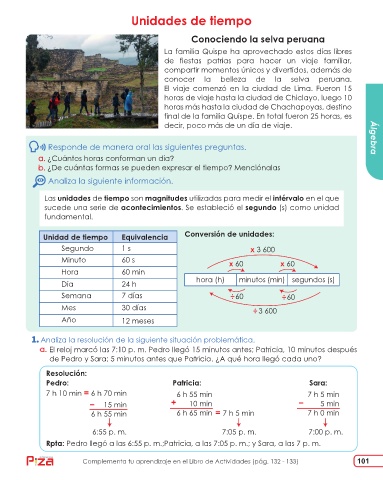 Unidades de tiempo
Conociendo la selva peruana
La familia Quispe ha aprovechado estos días libres
de fiestas patrias para hacer un viaje familiar,
compartir momentos únicos y divertidos, además de
conocer la belleza de la selva peruana.
El viaje comenzó en la ciudad de Lima. Fueron 15
horas de viaje hasta la ciudad de Chiclayo, luego 10
horas más hasta la ciudad de Chachapoyas, destino
final de la familia Quispe. En total fueron 25 horas, es
decir, poco más de un día de viaje.
Álgebra
Responde de manera oral las siguientes preguntas.
a. ¿Cuántos horas conforman un día?
b. ¿De cuántas formas se pueden expresar el tiempo? Menciónalas
Analiza la siguiente información.
Las unidades de tiempo son magnitudes utilizadas para medir el intérvalo en el que
sucede una serie de acontecimientos. Se estableció el segundo (s) como unidad
fundamental.
Unidad de tiempo Equivalencia
Segundo 1 s
Minuto 60 s
Hora 60 min
Día 24 h
Semana 7 días
Mes 30 días
Año 12 meses
Conversión de unidades:
x 3 600
x 60 x 60
hora (h) minutos (min) segundos (s)
÷60 ÷60
÷3 600
1. Analiza la resolución de la siguiente situación problemática.
a. El reloj marcó las 7:10 p. m. Pedro llegó 15 minutos antes; Patricia, 10 minutos después
de Pedro y Sara; 5 minutos antes que Patricia. ¿A qué hora llegó cada uno?
Resolución:
Pedro: Patricia: Sara:
7 h 10 min = 6 h 70 min 6 h 55 min 7 h 5 min
– 15 min + 10 min – 5 min
6 h 55 min 6 h 65 min = 7 h 5 min 7 h 0 min
6:55 p. m. 7:05 p. m. 7:00 p. m.
Rpta: Pedro llegó a las 6:55 p. m.;Patricia, a las 7:05 p. m.; y Sara, a las 7 p. m.
P:zA
Complementa tu aprendizaje en el Libro de Actividades (pág. 132 - 133)
101